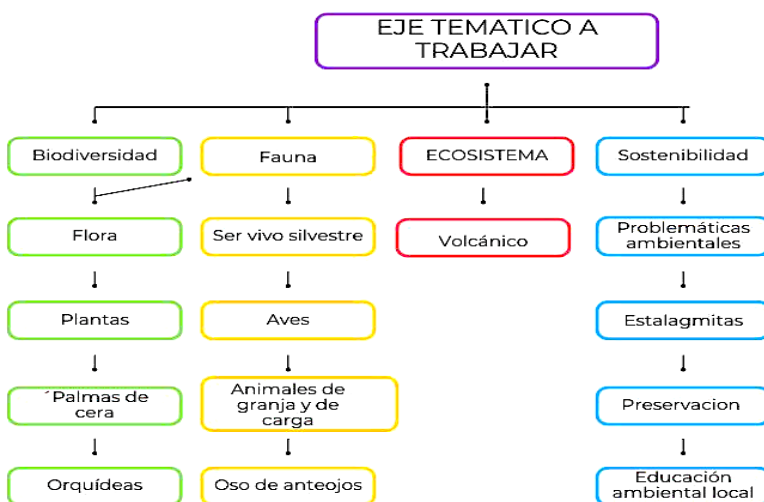 EJE TEMATICO A
TRABAJAR
Biodiversidad
Fauna
ECOSISTEMA
Sostenibilidad
Flora
Ser vivo silvestre
Volcánico
Problemáticas
ambientales
Plantas
Aves
Estalagmitas
´Palmas de
cera
Animales de
granja y de
carga
Preservacion
Orquídeas
Oso de anteojos
Educación
ambiental local